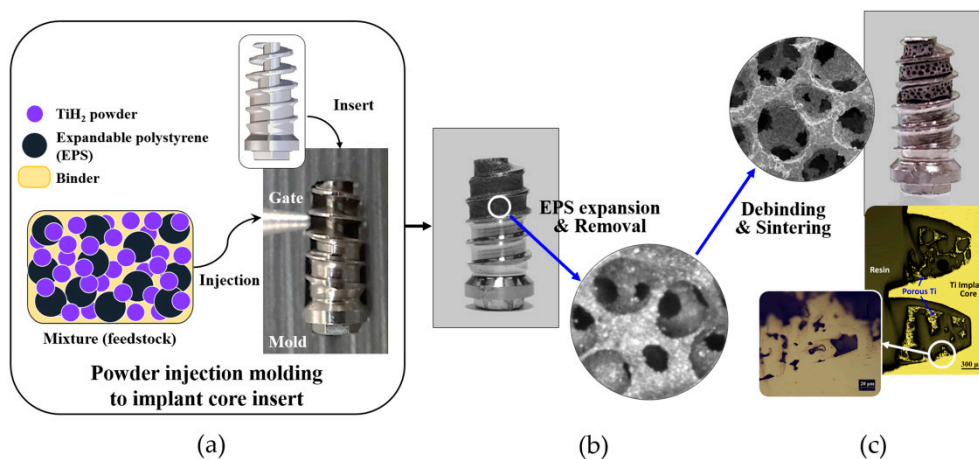 TiH2 powder
Expandable polystyrene
(EPS)
Binder
Insert
Gate
Injection
Mold
Mixture (feedstock)
Powder injection molding
to implant core insert
EPS expansion
& Removal
Debinding
& Sintering
Resin
Porous Ti
Ti Implant
Core
300 μ
20 μm
(a)
(b)
(c)